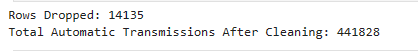 Rows Dropped: 14135
Total Automatic Transmissions After Cleaning: 441828